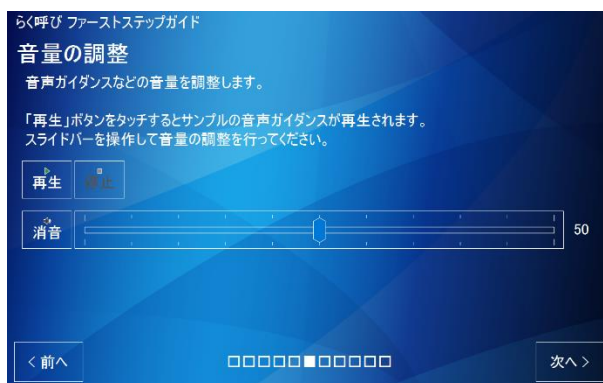 らく呼び ファーストステップガイド
音量の調整
音声ガイダンスなどの音量を調整します。
「再生」ボタンをタッチするとサンプルの音声ガイダンスが再生されます。
スライドバーを操作して音量の調整を行ってください。
再生 停止
消音 50
< 前へ 次へ >